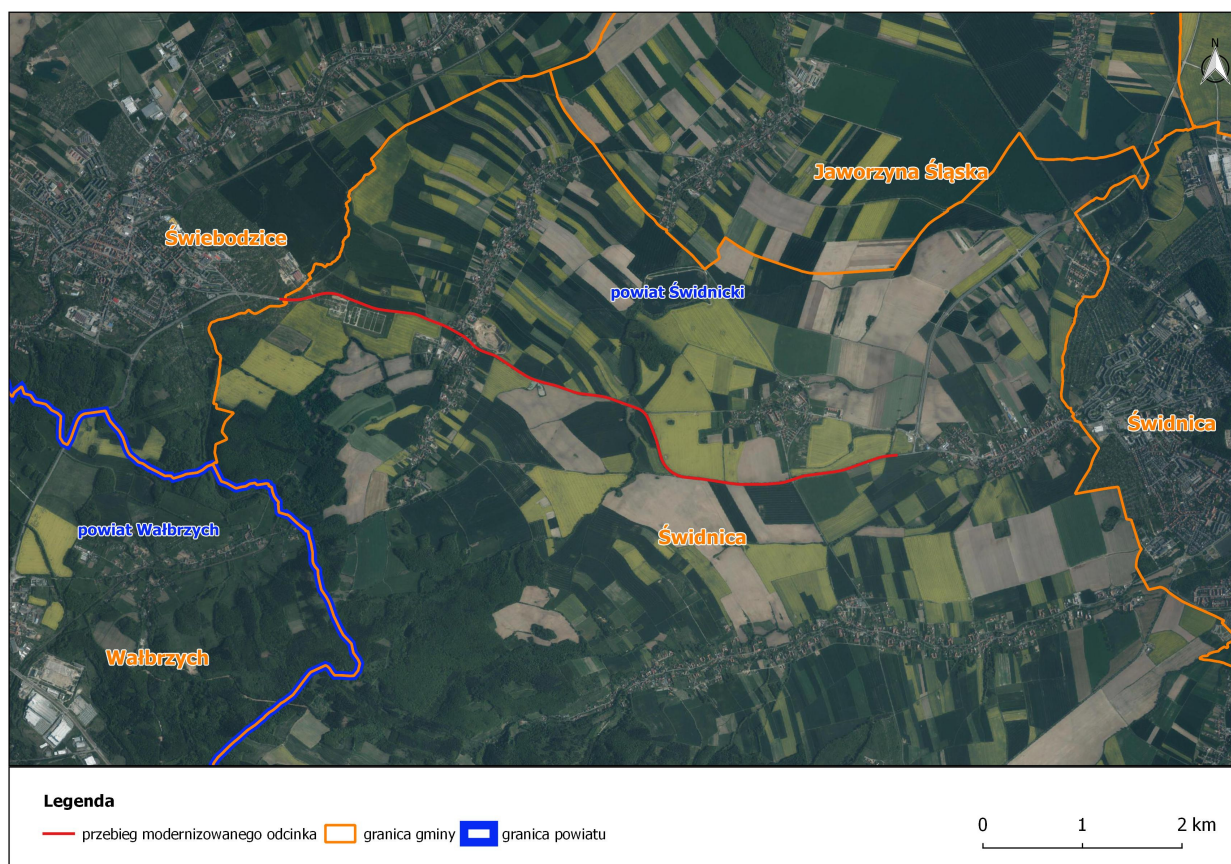 N
Jaworzyna Śląska
Świebodzice
powiat Świdnicki
Świdnica
powiat Wałbrzych
Świdnica
Wałbrzych
Legenda
przebieg modernizowanego odcinka granica gminy granica powiatu
0 1 2 km